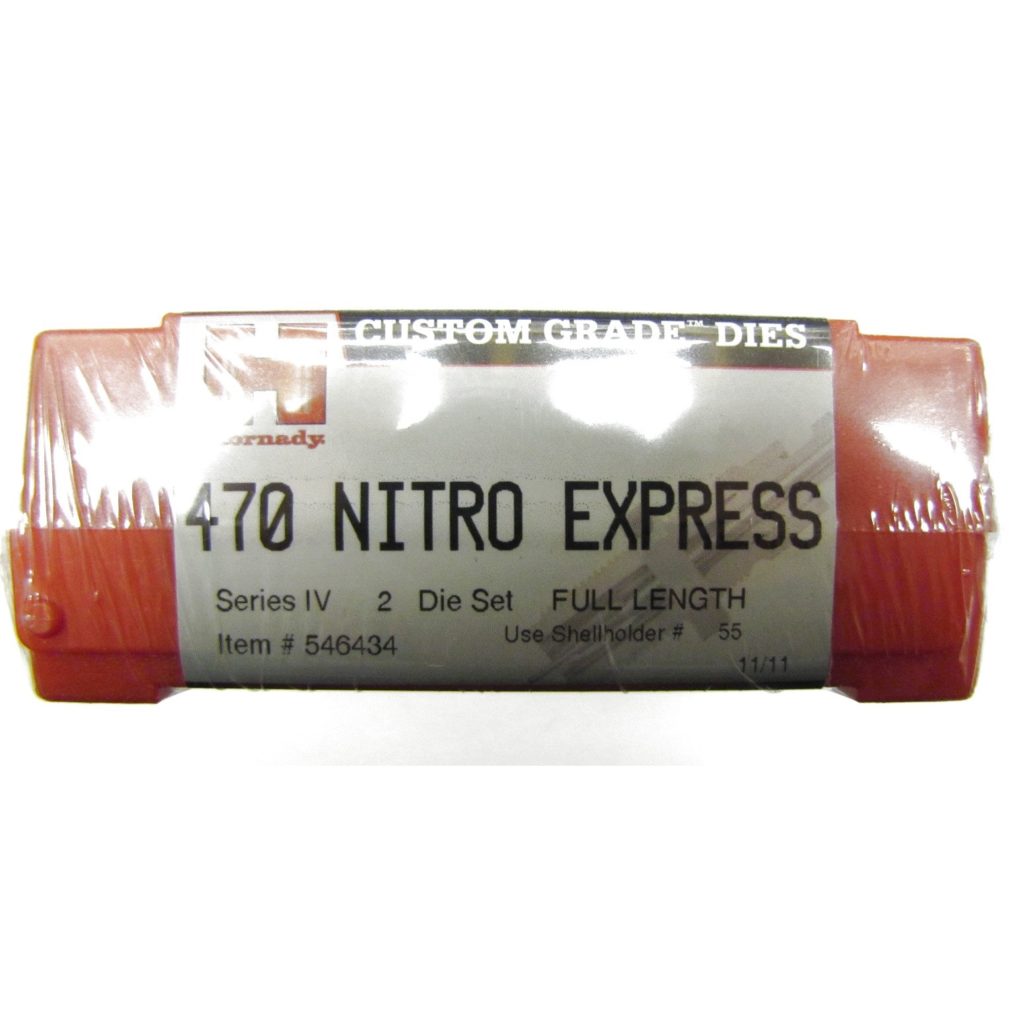 CUSTOM GRADE™ DIES
Hornady.
470 NITRO EXPRESS
Series IV 2 Die Set FULL LENGTH
Item # 546434 Use Shellholder # 55
11/11